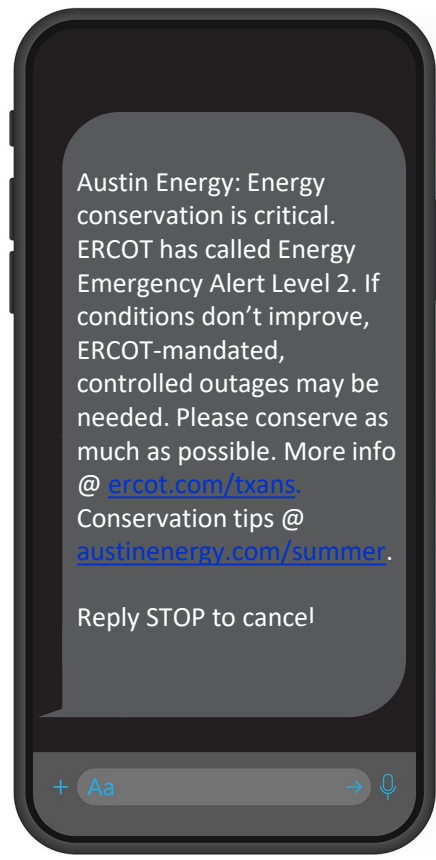 Austin Energy: Energy
conservation is critical.
ERCOT has called Energy
Emergency Alert Level 2. If
conditions don’t improve,
ERCOT-mandated,
controlled outages may be
needed. Please conserve as
much as possible. More info
@ ercot.com/txans.
Conservation tips @
austinenergy.com/summer.
Reply STOP to cancel
+ Aa